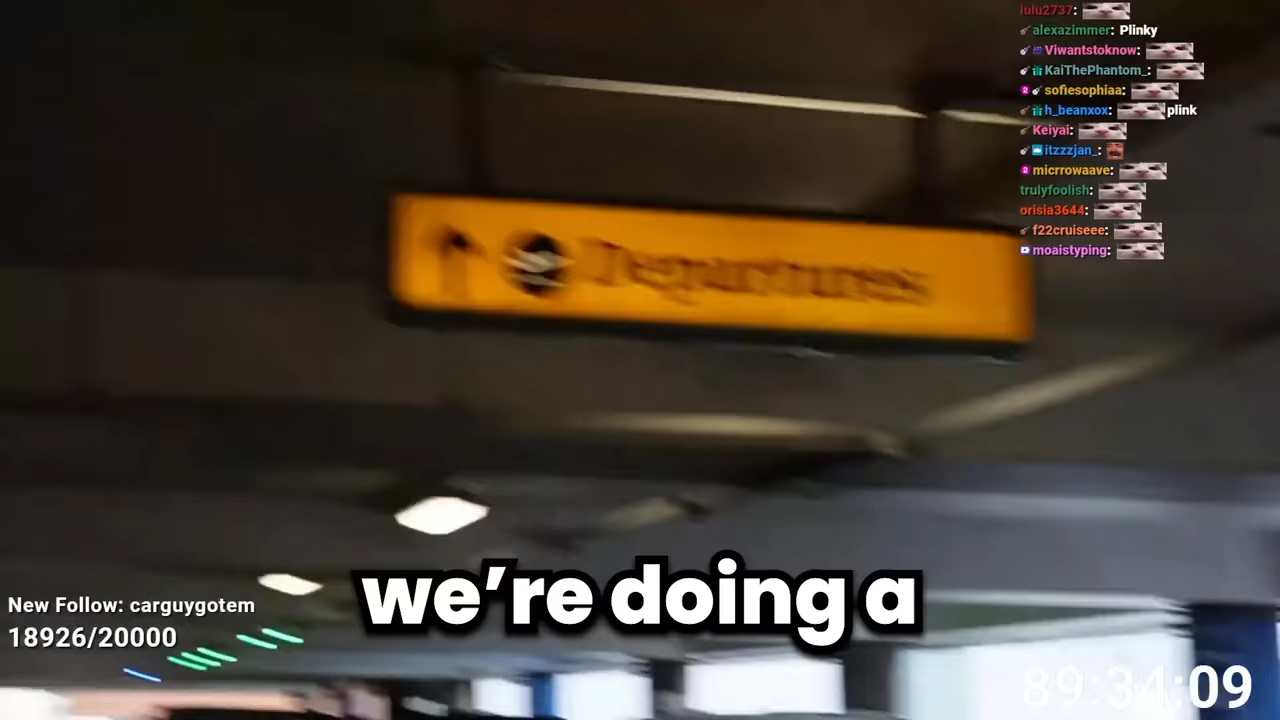 lulu2737:
alexazimmer: Plinky
Viwantstoknow:
KaiThePhantom_:
sofiesophiaa:
h_beanxox: plink
Keiyai:
itzzzjan_:
micrrowaave:
trulyfoolish:
orisia3644:
f22cruiseee:
moaistyping:
Departures
we’re doing a
New Follow: carguygotem
18926/20000
89:34:09